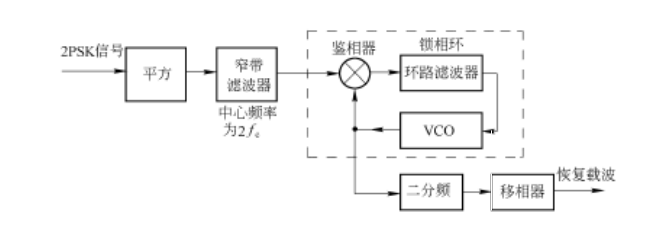 2PSK信号
平方
窄带
滤波器
中心频率
为2fc
鉴相器
锁相环
环路滤波器
VCO
二分频
移相器
恢复载波